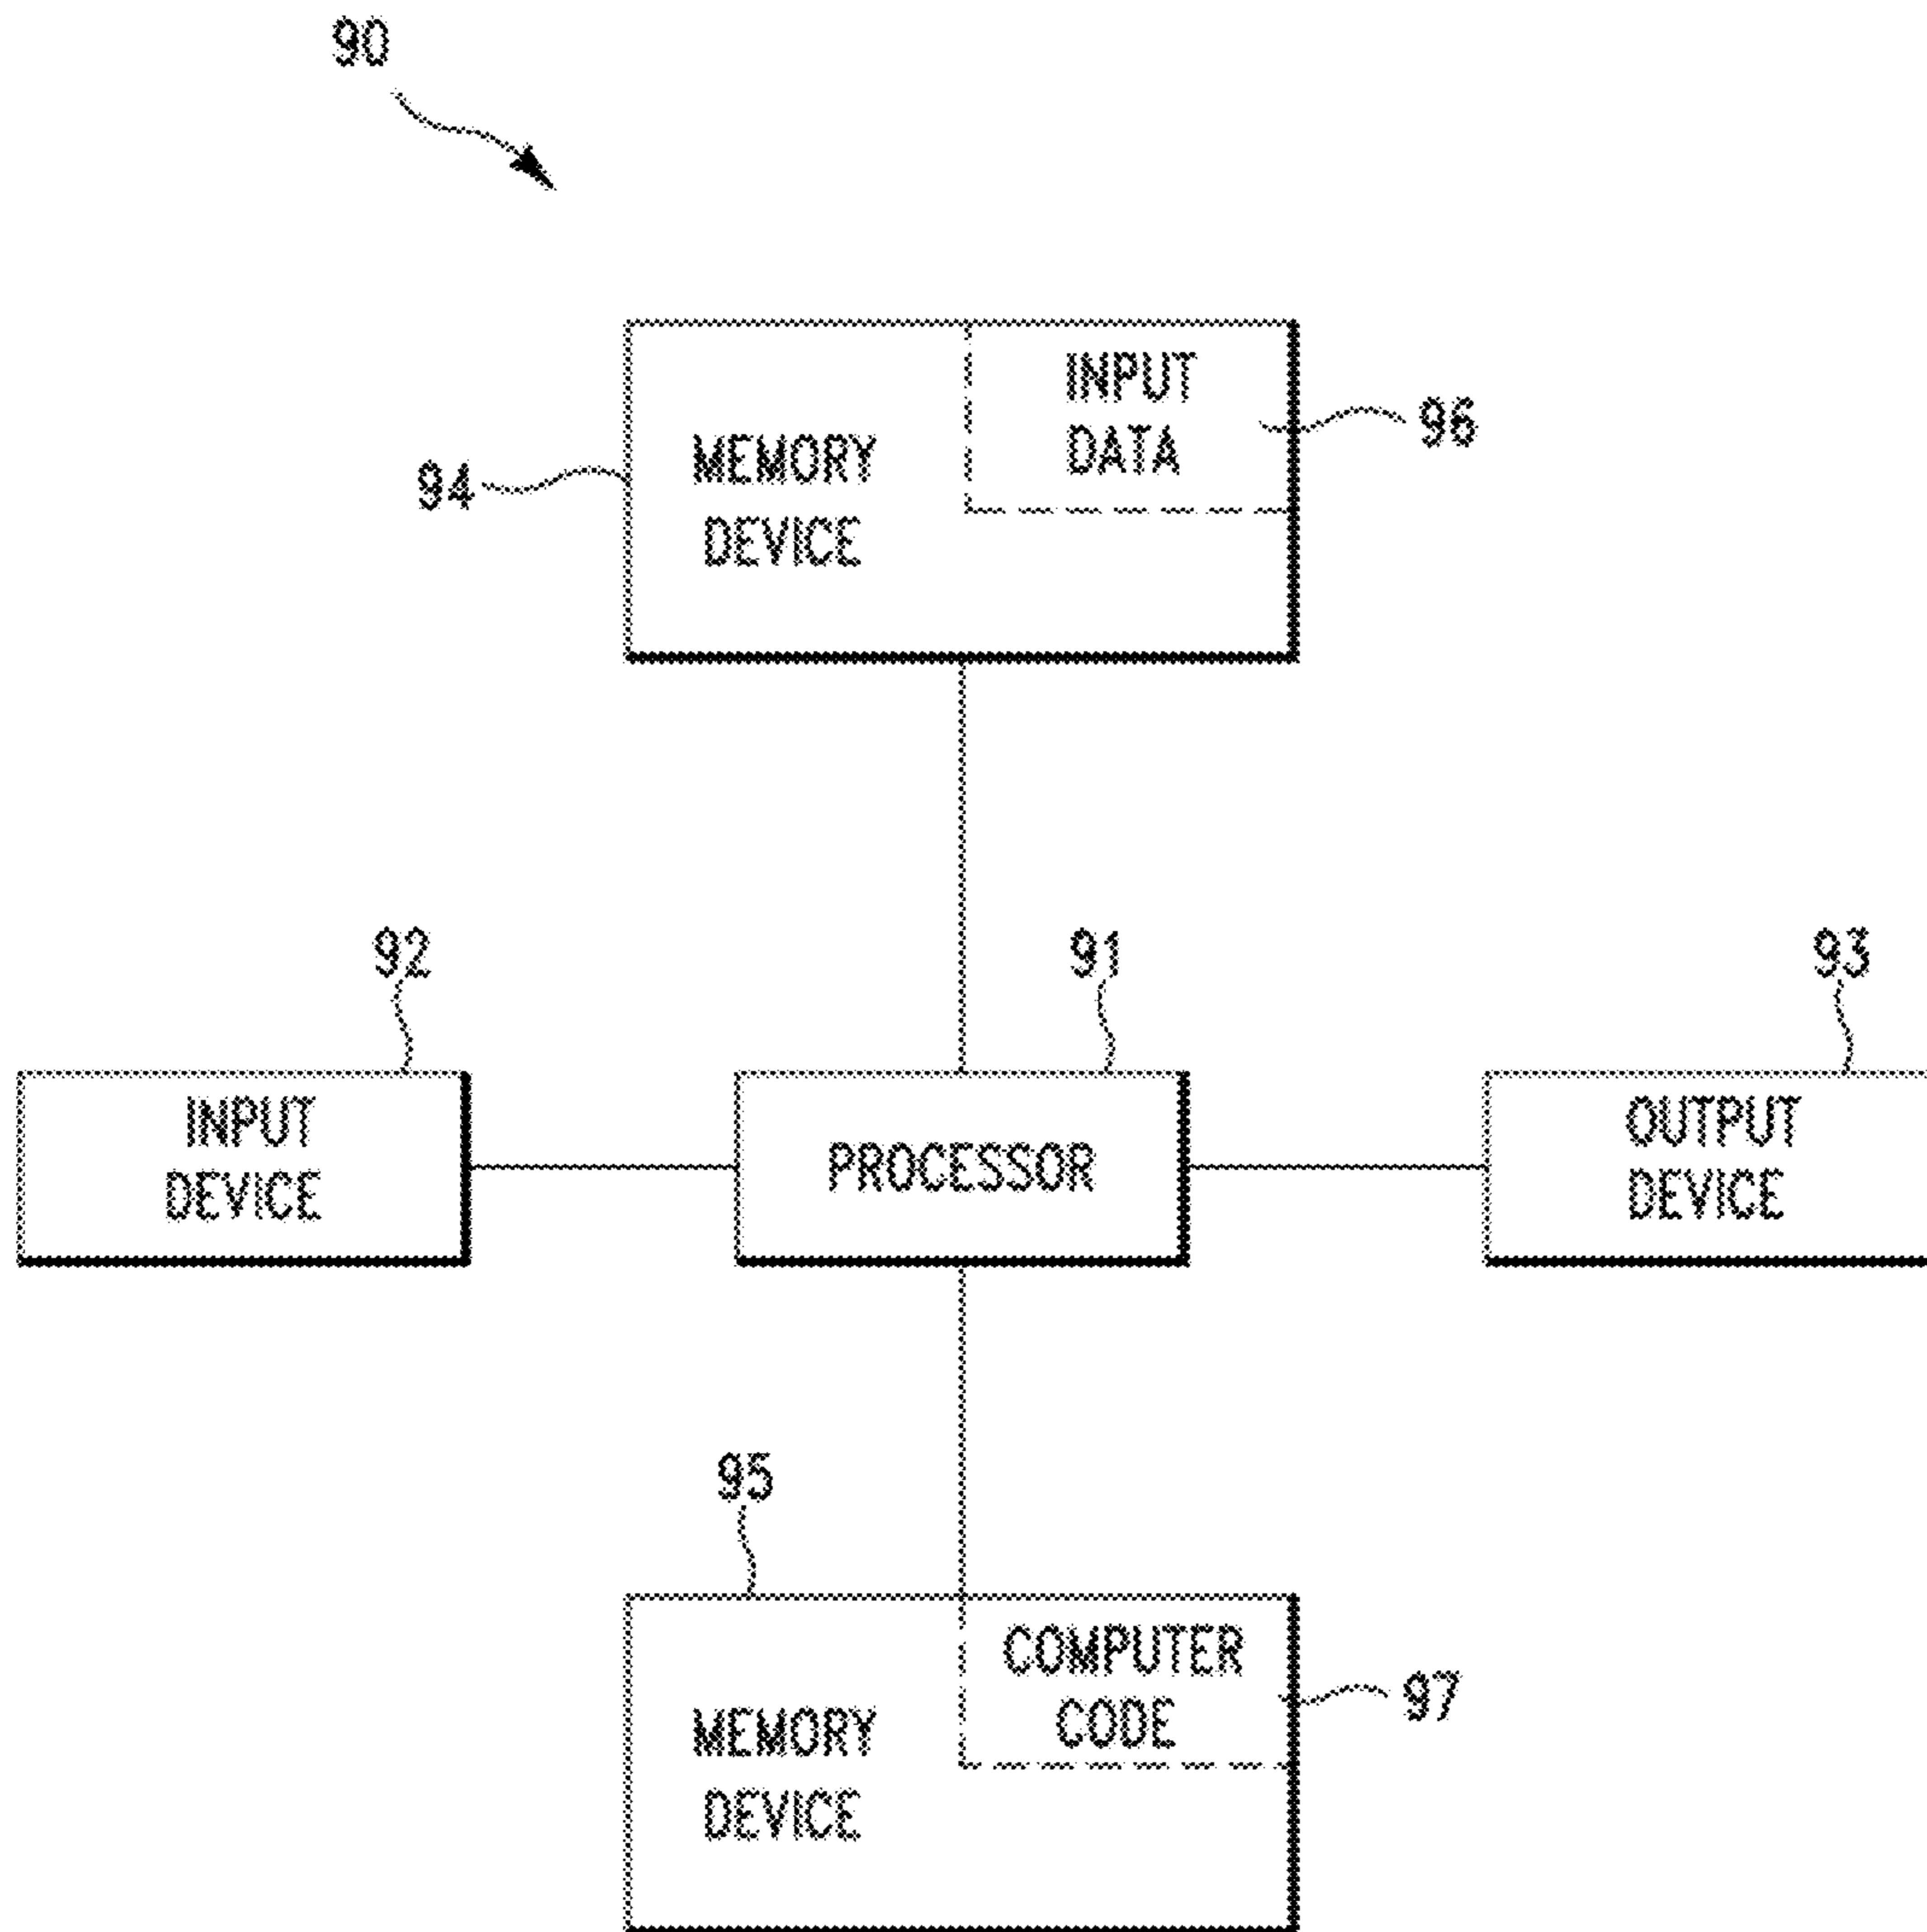 90
INPUT
DATA
96
MEMORY
DEVICE
94
92
91
93
INPUT
DEVICE
PROCESSOR
OUTPUT
DEVICE
95
COMPUTER
CODE
97
MEMORY
DEVICE